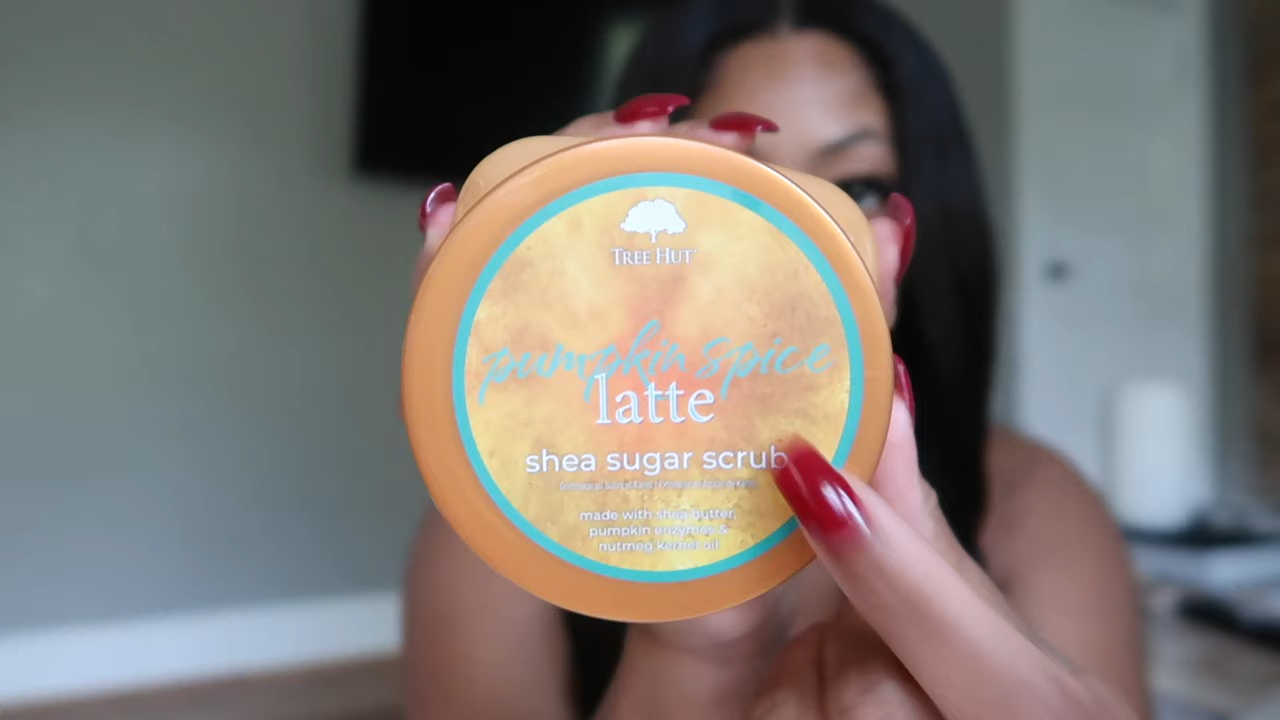 TREE HUT
pumpkin spice
latte
shea sugar scrub
made with shea butter,
pumpkin enzymes &
nutmeg kernel oil